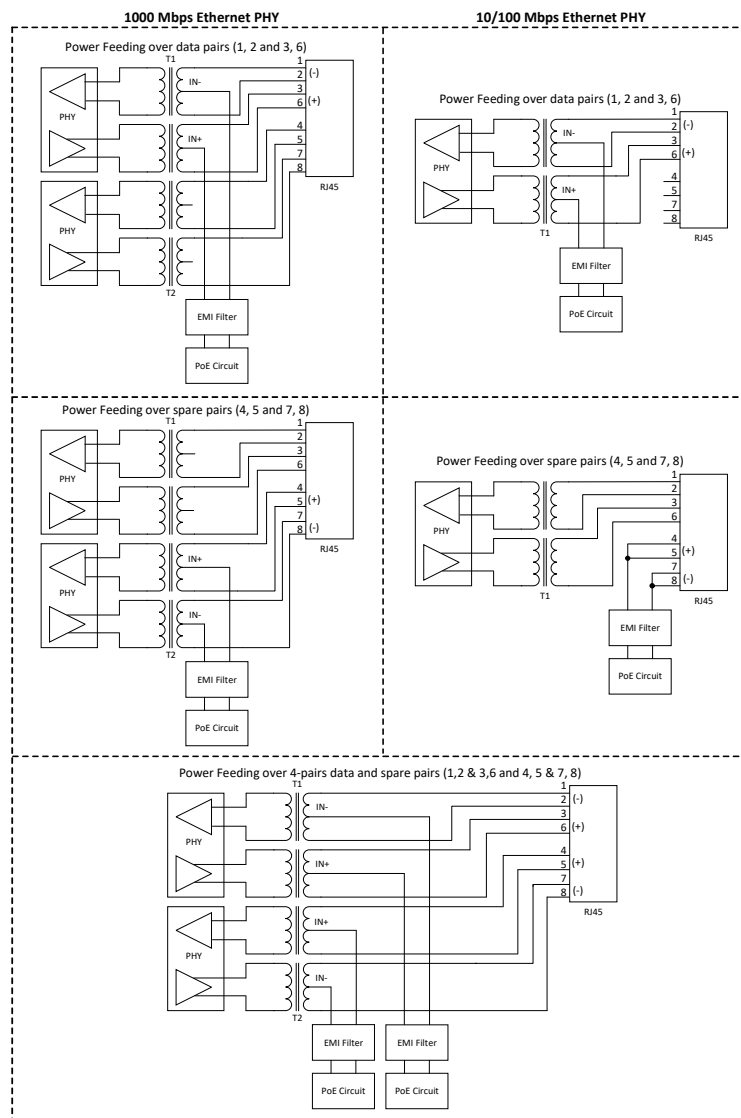 1000 Mbps Ethernet PHY
10/100 Mbps Ethernet PHY
Power Feeding over data pairs (1, 2 and 3, 6)
T1
1
2 (-)
3
6 (+)
4
5
7
8
RJ45
IN-
IN+
PHY
PHY
T2
EMI Filter
PoE Circuit
Power Feeding over data pairs (1, 2 and 3, 6)
1
2 (-)
3
6 (+)
4
5
7
8
RJ45
IN-
IN+
PHY
T1
EMI Filter
PoE Circuit
Power Feeding over spare pairs (4, 5 and 7, 8)
T1
1
2
3
6
4
5 (+)
7
8 (-)
RJ45
PHY
PHY
IN+
IN-
T2
EMI Filter
PoE Circuit
Power Feeding over spare pairs (4, 5 and 7, 8)
1
2
3
6
4
5 (+)
7
8 (-)
RJ45
PHY
T1
EMI Filter
PoE Circuit
Power Feeding over 4-pairs data and spare pairs (1,2 & 3,6 and 4, 5 & 7, 8)
T1
1
2 (-)
3
6 (+)
4
5 (+)
7
8 (-)
RJ45
IN-
IN+
IN+
IN-
PHY
PHY
T2
EMI Filter
EMI Filter
PoE Circuit
PoE Circuit